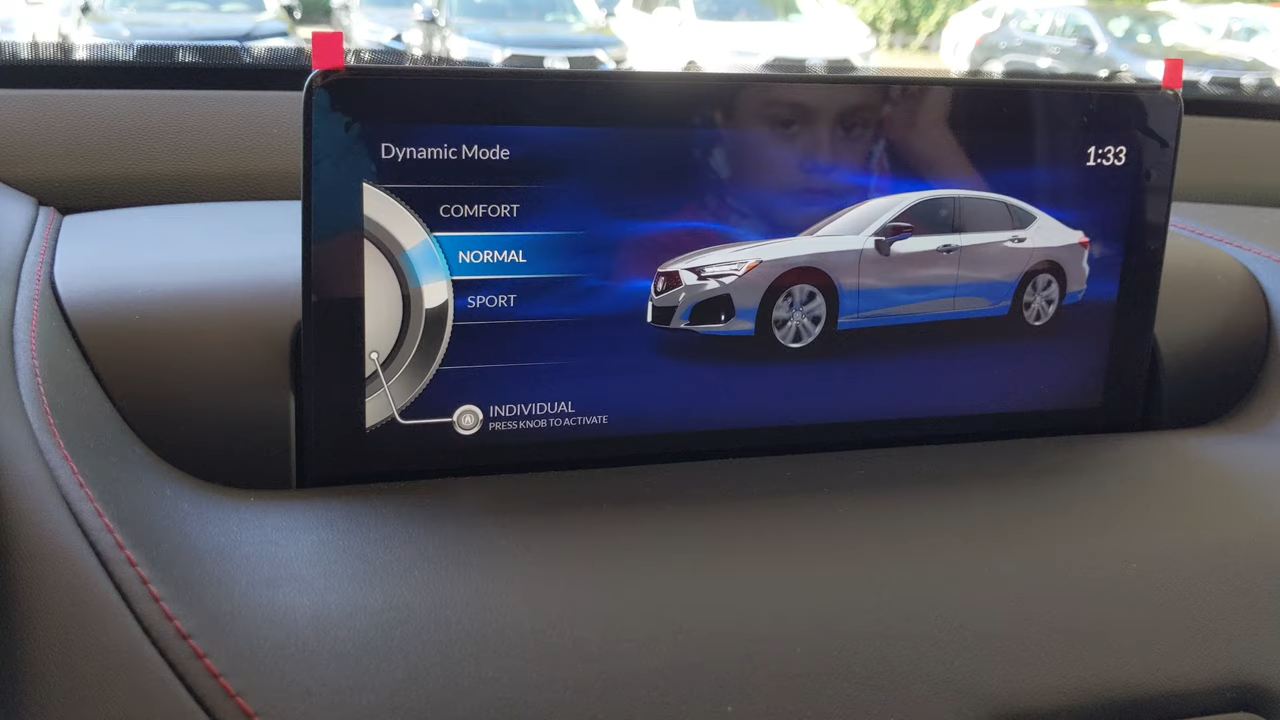 Dynamic Mode
1:33
COMFORT
NORMAL
SPORT
INDIVIDUAL
PRESS KNOB TO ACTIVATE